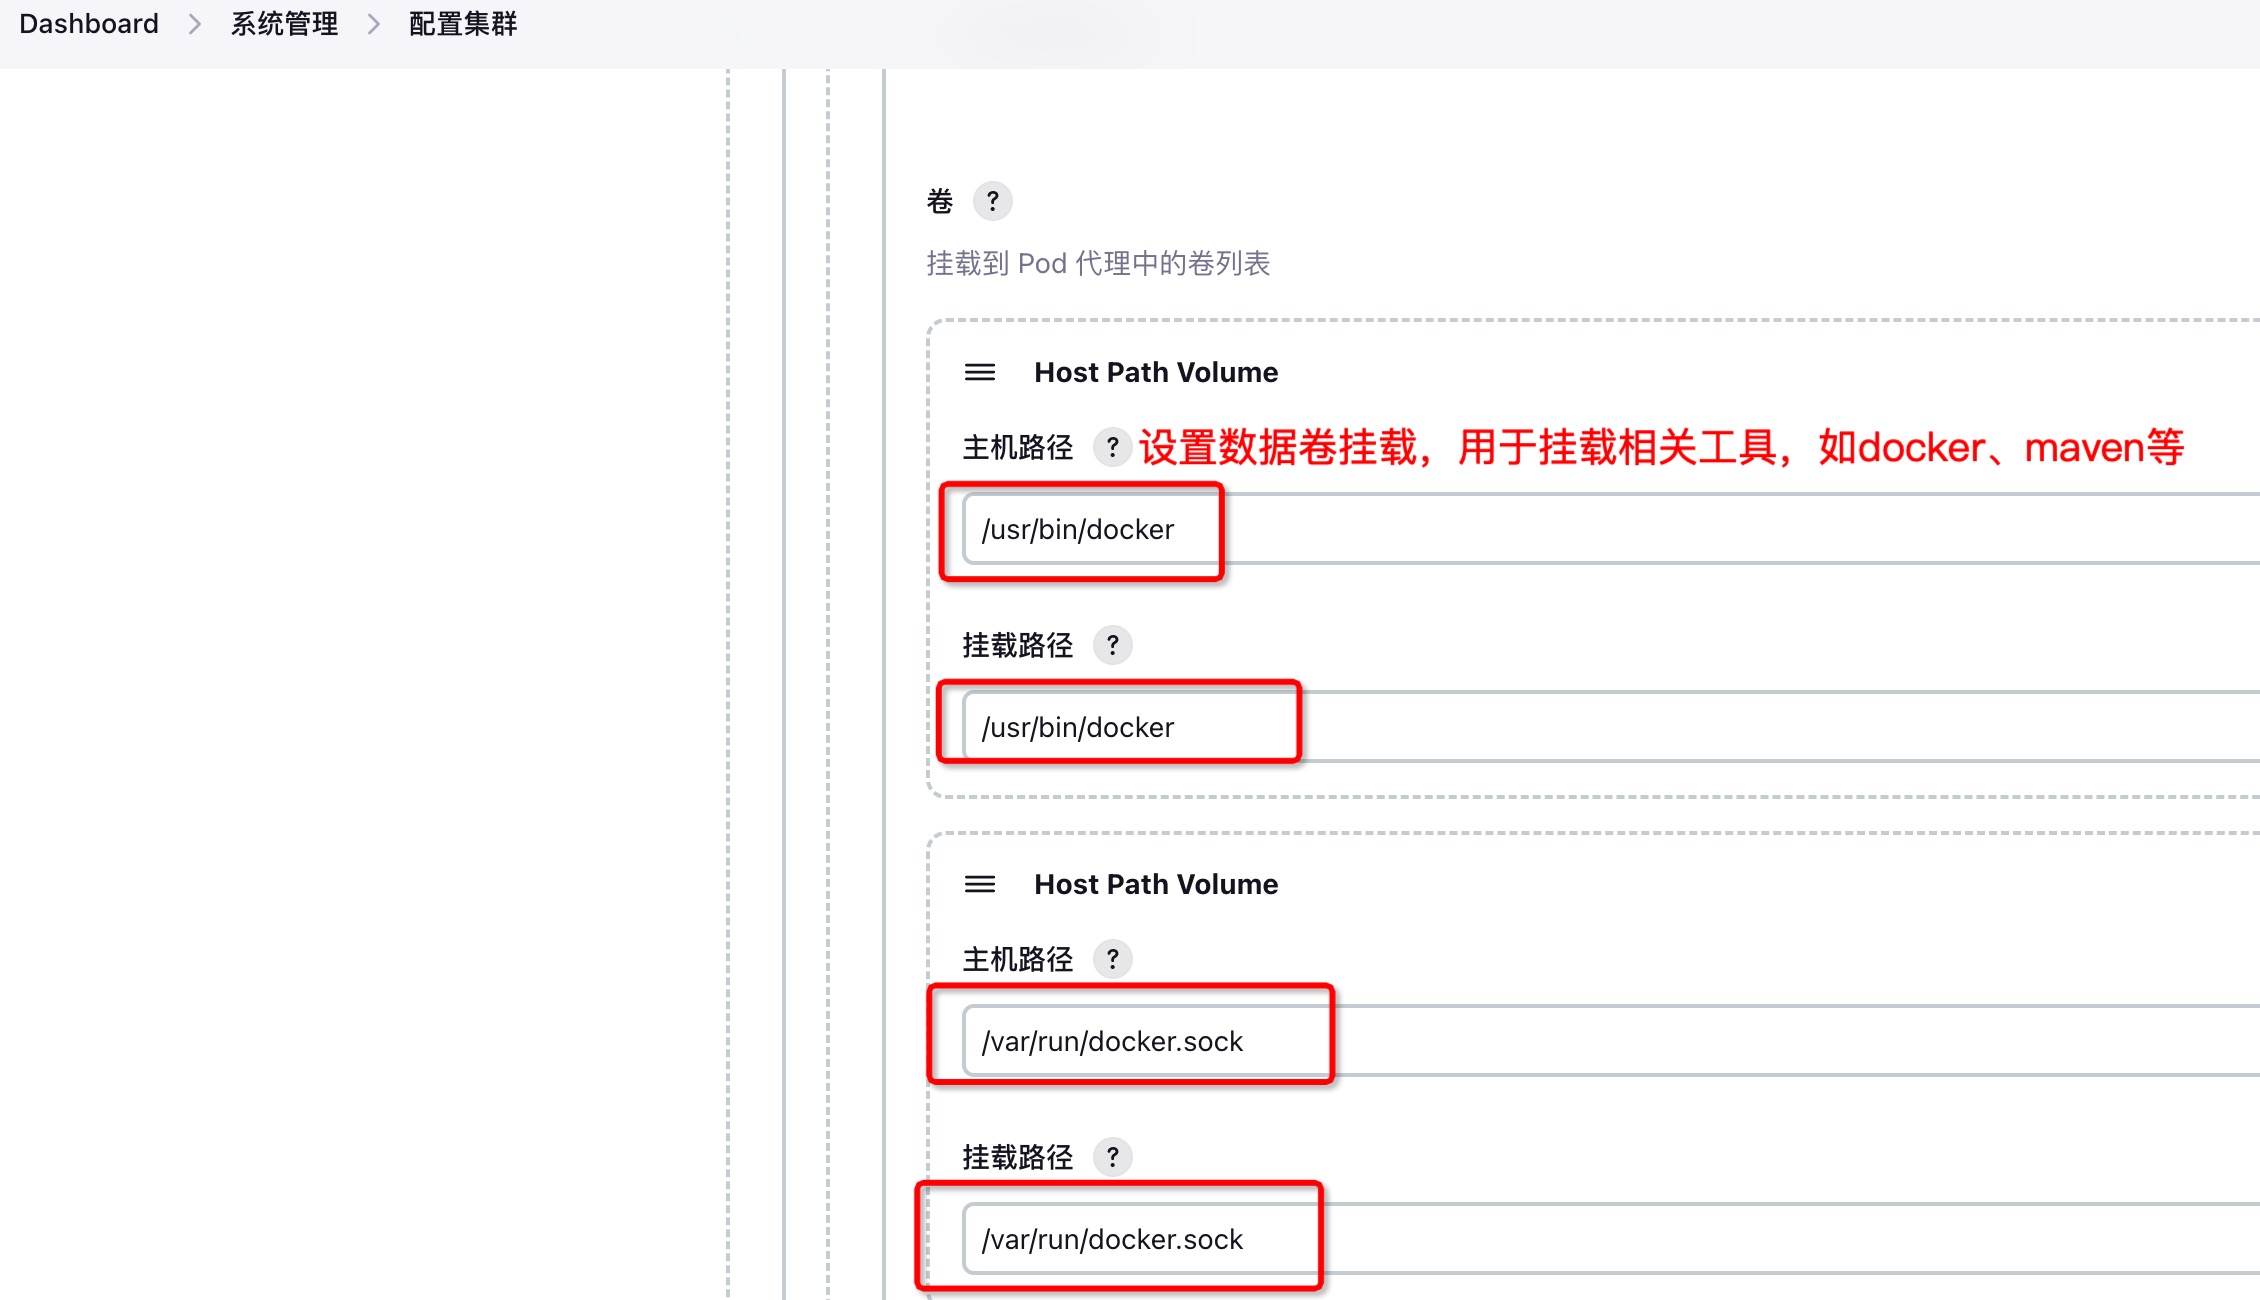 Dashboard > 系统管理 > 配置集群
卷 ?
挂载到 Pod 代理中的卷列表
Host Path Volume
主机路径 ? 设置数据卷挂载，用于挂载相关工具，如docker、maven等
/usr/bin/docker
挂载路径 ?
/usr/bin/docker
Host Path Volume
主机路径 ?
/var/run/docker.sock
挂载路径 ?
/var/run/docker.sock